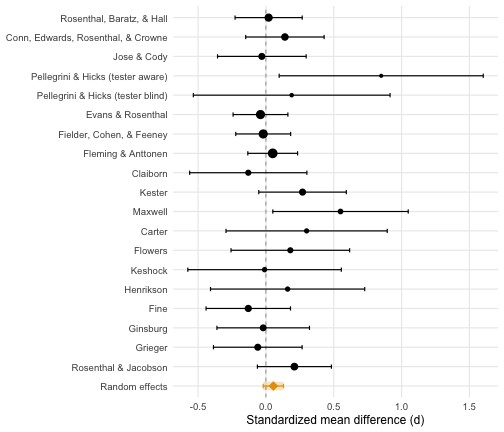 Rosenthal, Baratz, & Hall
Conn, Edwards, Rosenthal, & Crowne
Jose & Cody
Pellegrini & Hicks (tester aware)
Pellegrini & Hicks (tester blind)
Evans & Rosenthal
Fielder, Cohen, & Feeney
Fleming & Anttonen
Claiborn
Kester
Maxwell
Carter
Flowers
Keshock
Henrikson
Fine
Ginsburg
Grieger
Rosenthal & Jacobson
Random effects
-0.5 0.0 0.5 1.0 1.5
Standardized mean difference (d)